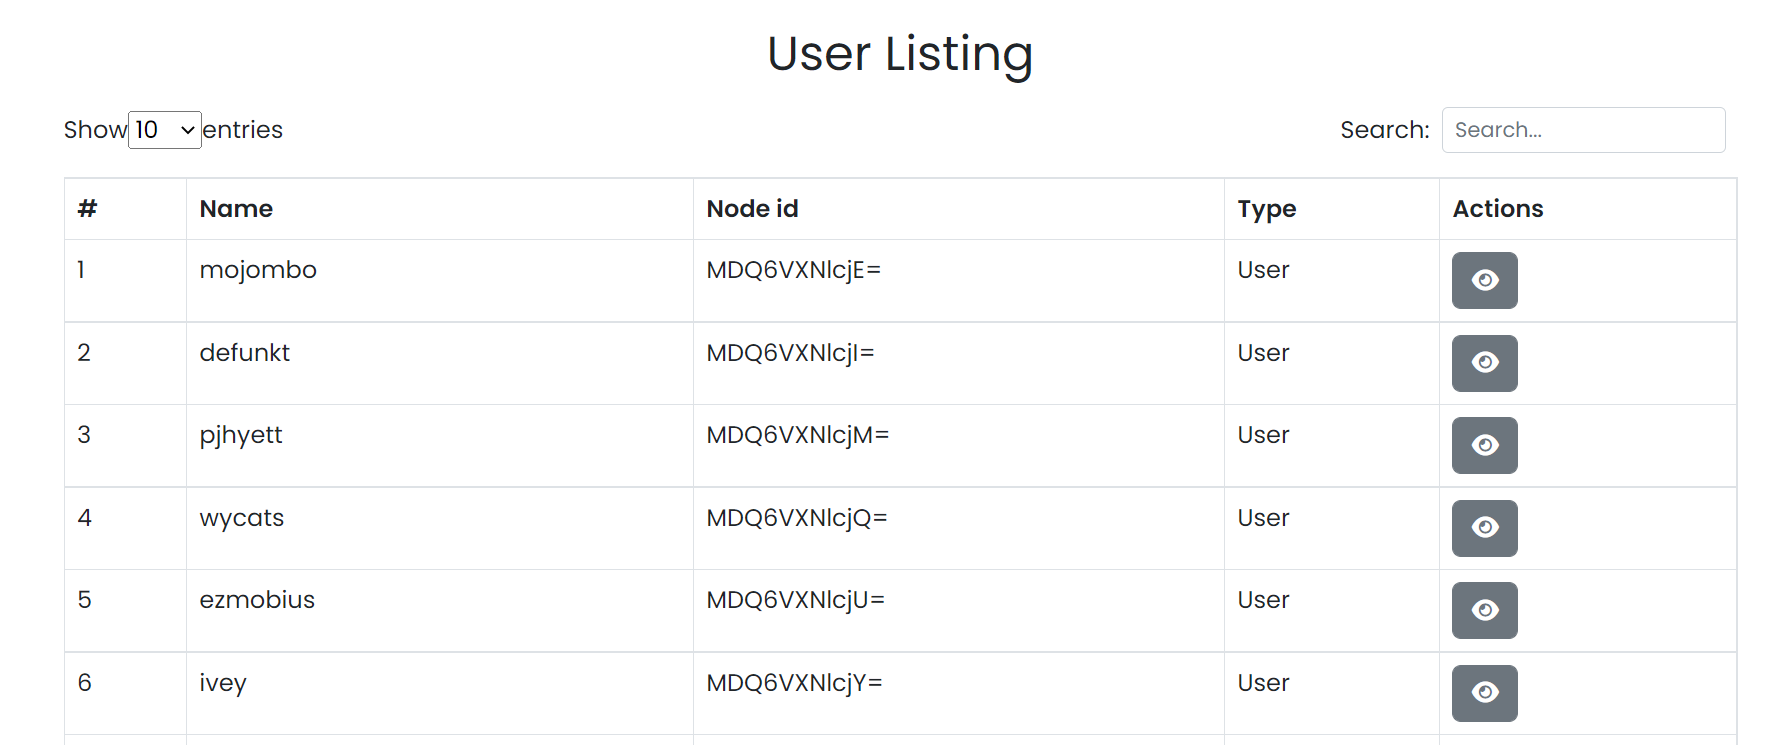 User Listing
Show 10 entries Search: Search...
# Name Node id Type Actions
1 mojombo MDQ6VXNlcjE= User
2 defunkt MDQ6VXNlcjI= User
3 pjhyett MDQ6VXNlcjM= User
4 wycats MDQ6VXNlcjQ= User
5 ezmobius MDQ6VXNlcjU= User
6 ivey MDQ6VXNlcjY= User